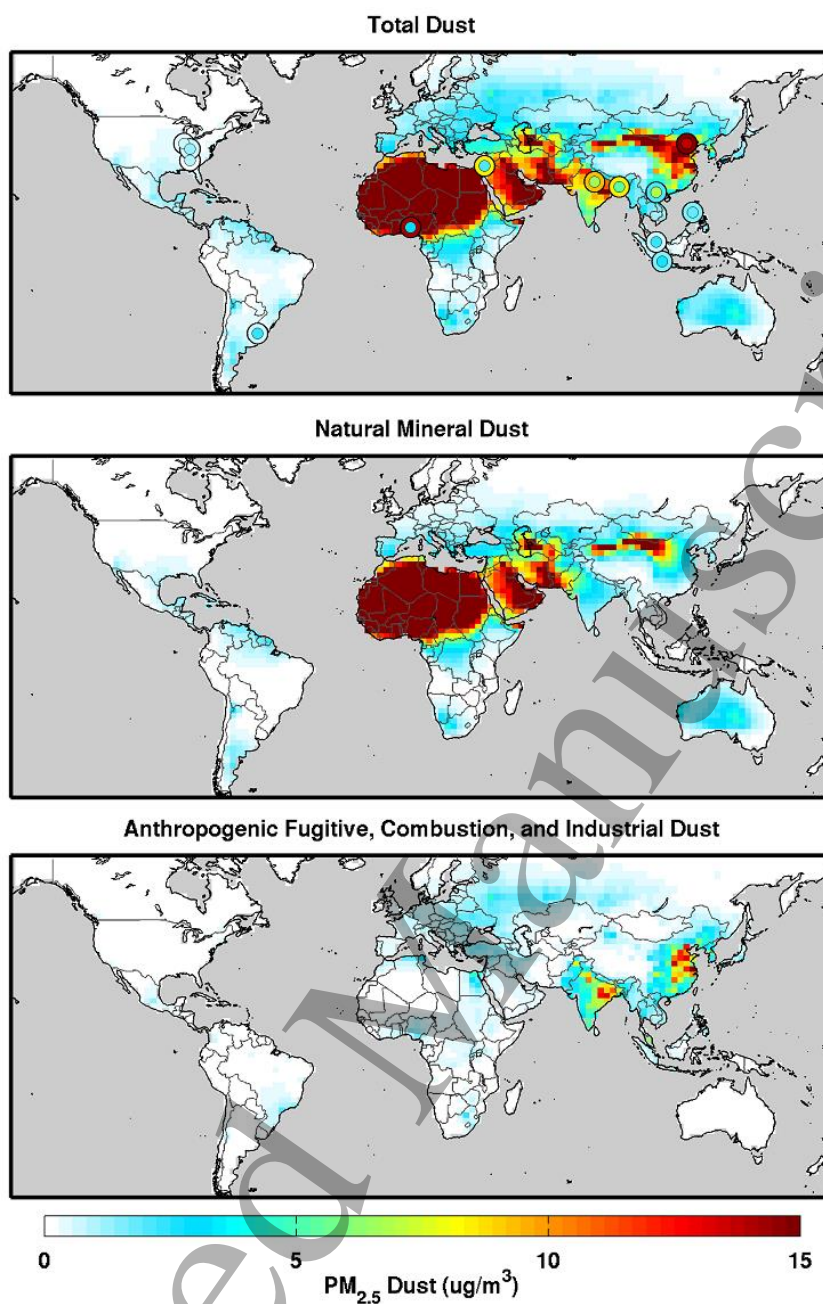 Total Dust
Natural Mineral Dust
Anthropogenic Fugitive, Combustion, and Industrial Dust
0 5 10 15
PM2.5 Dust (ug/m³)